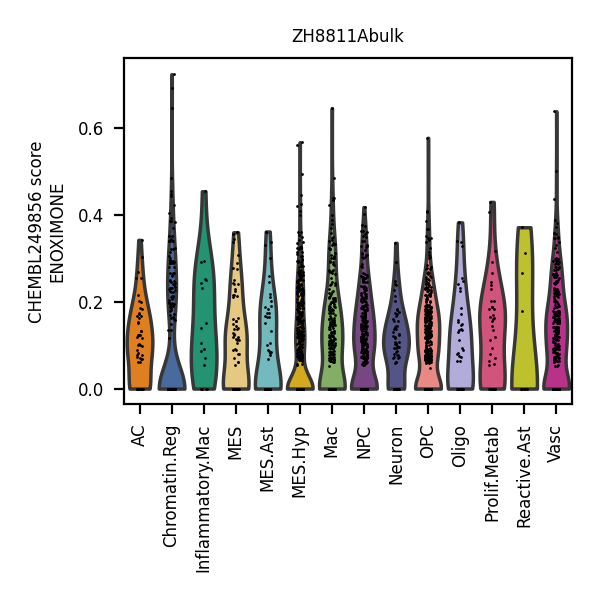 ZH8811Abulk
CHEMBL249856 score
ENOXIMONE
0.6
0.4
0.2
0.0
AC
Chromatin.Reg
Inflammatory.Mac
MES
MES.Ast
MES.Hyp
Mac
NPC
Neuron
OPC
Oligo
Prolif.Metab
Reactive.Ast
Vasc